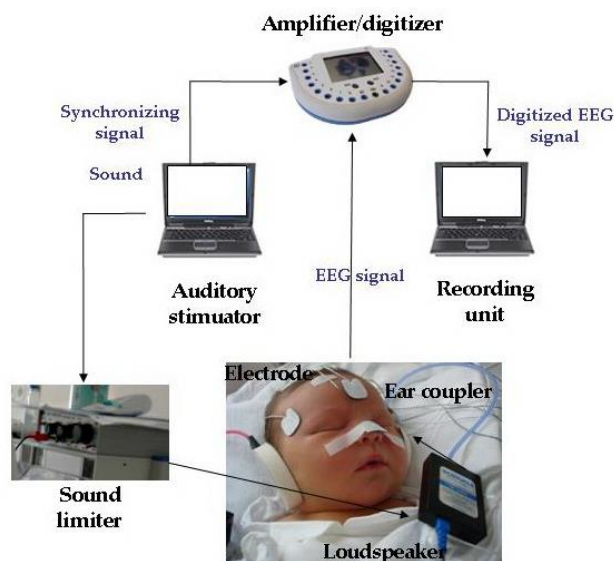 Amplifier/digitizer
Synchronizing
signal
Digitized EEG
signal
Sound
EEG signal
Auditory
stimuator
Recording
unit
Electrode
Ear coupler
Sound
limiter
Loudspeaker